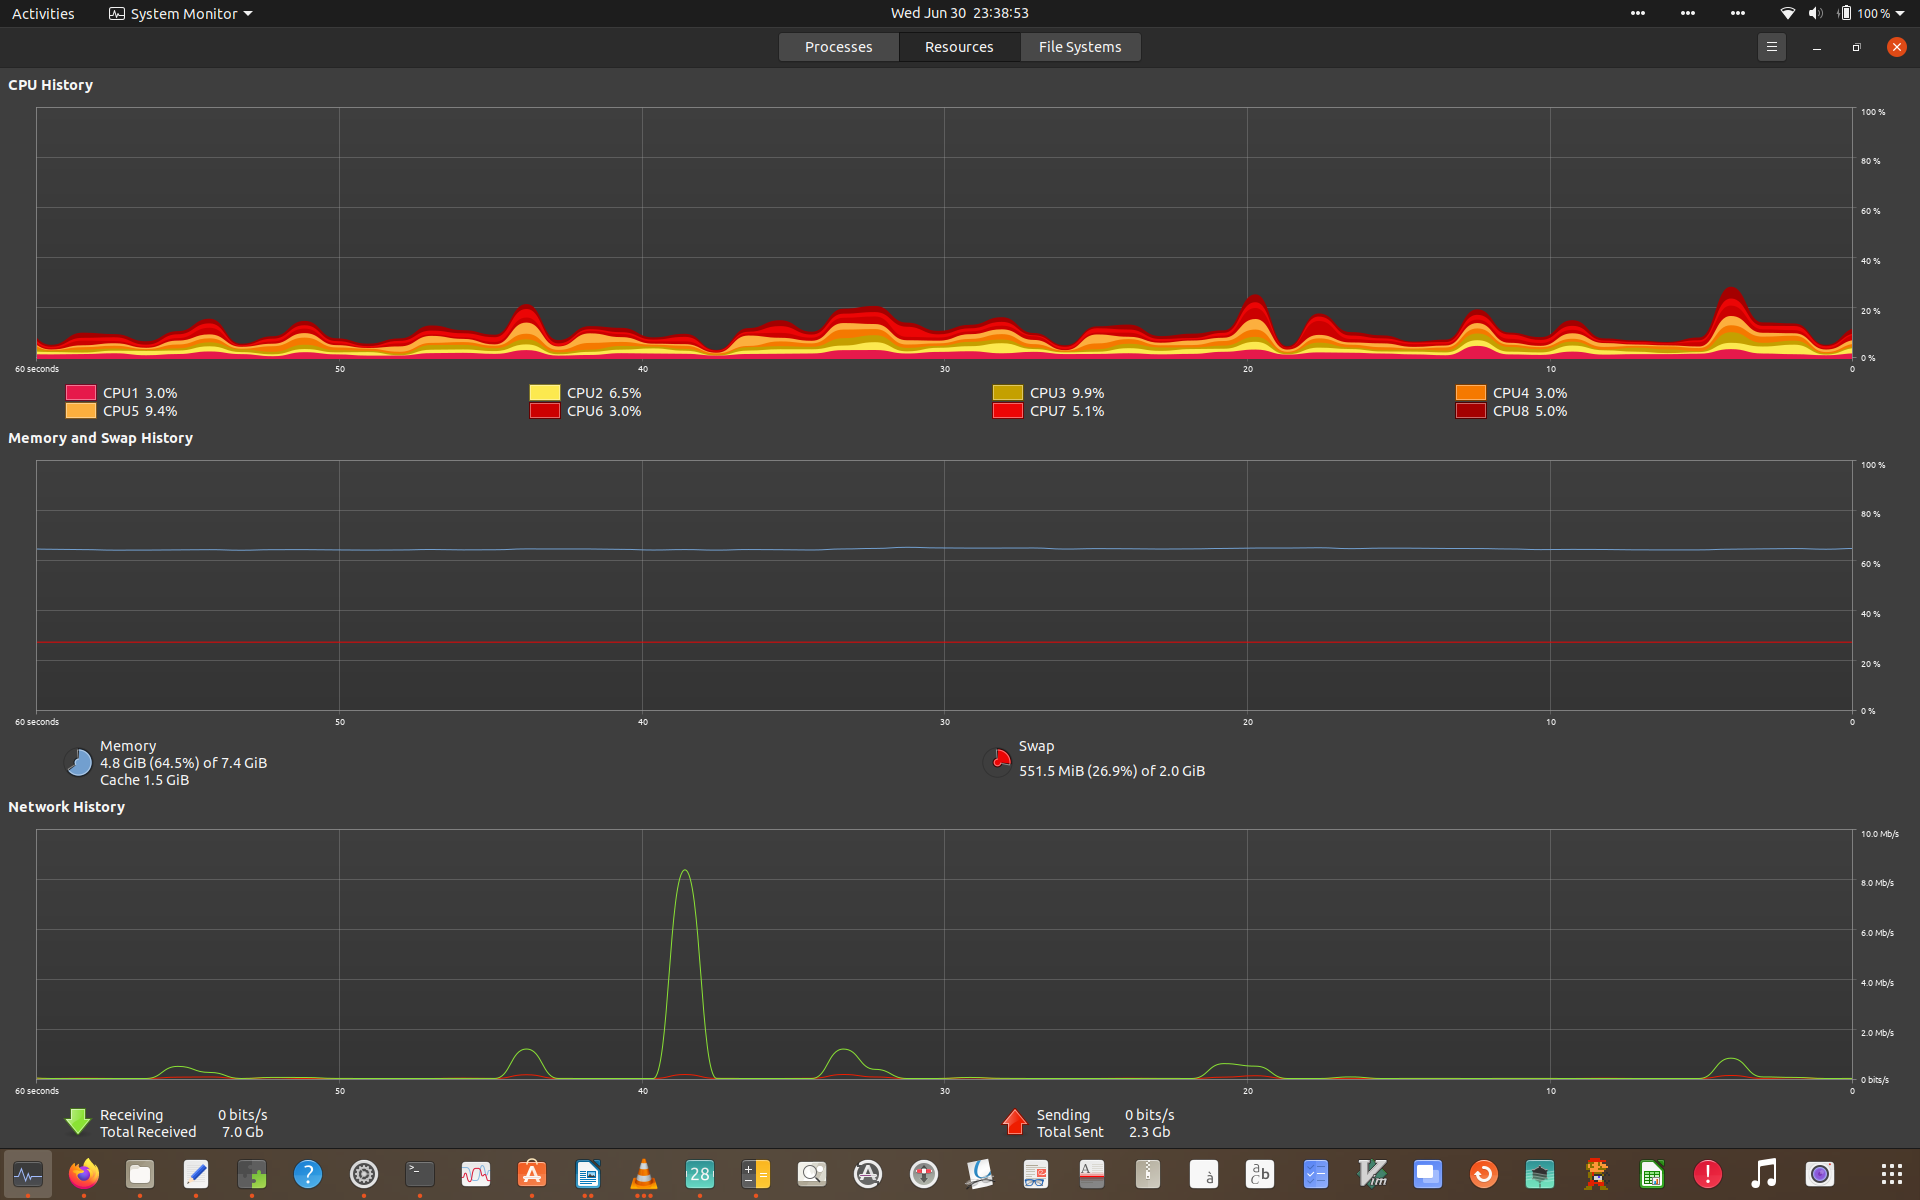 Activities System Monitor Wed Jun 30 23:38:53 100 %
Processes Resources File Systems
CPU History
100 %
80 %
60 %
40 %
20 %
0 %
60 seconds 50 40 30 20 10 0
CPU1 3.0% CPU2 6.5% CPU3 9.9% CPU4 3.0%
CPU5 9.4% CPU6 3.0% CPU7 5.1% CPU8 5.0%
Memory and Swap History
100 %
80 %
60 %
40 %
20 %
0 %
60 seconds 50 40 30 20 10 0
Memory
4.8 GiB (64.5%) of 7.4 GiB
Cache 1.5 GiB
Swap
551.5 MiB (26.9%) of 2.0 GiB
Network History
10.0 Mb/s
8.0 Mb/s
6.0 Mb/s
4.0 Mb/s
2.0 Mb/s
0 bits/s
60 seconds 50 40 30 20 10 0
Receiving 0 bits/s Sending 0 bits/s
Total Received 7.0 Gb Total Sent 2.3 Gb
28 A à a b c Vim